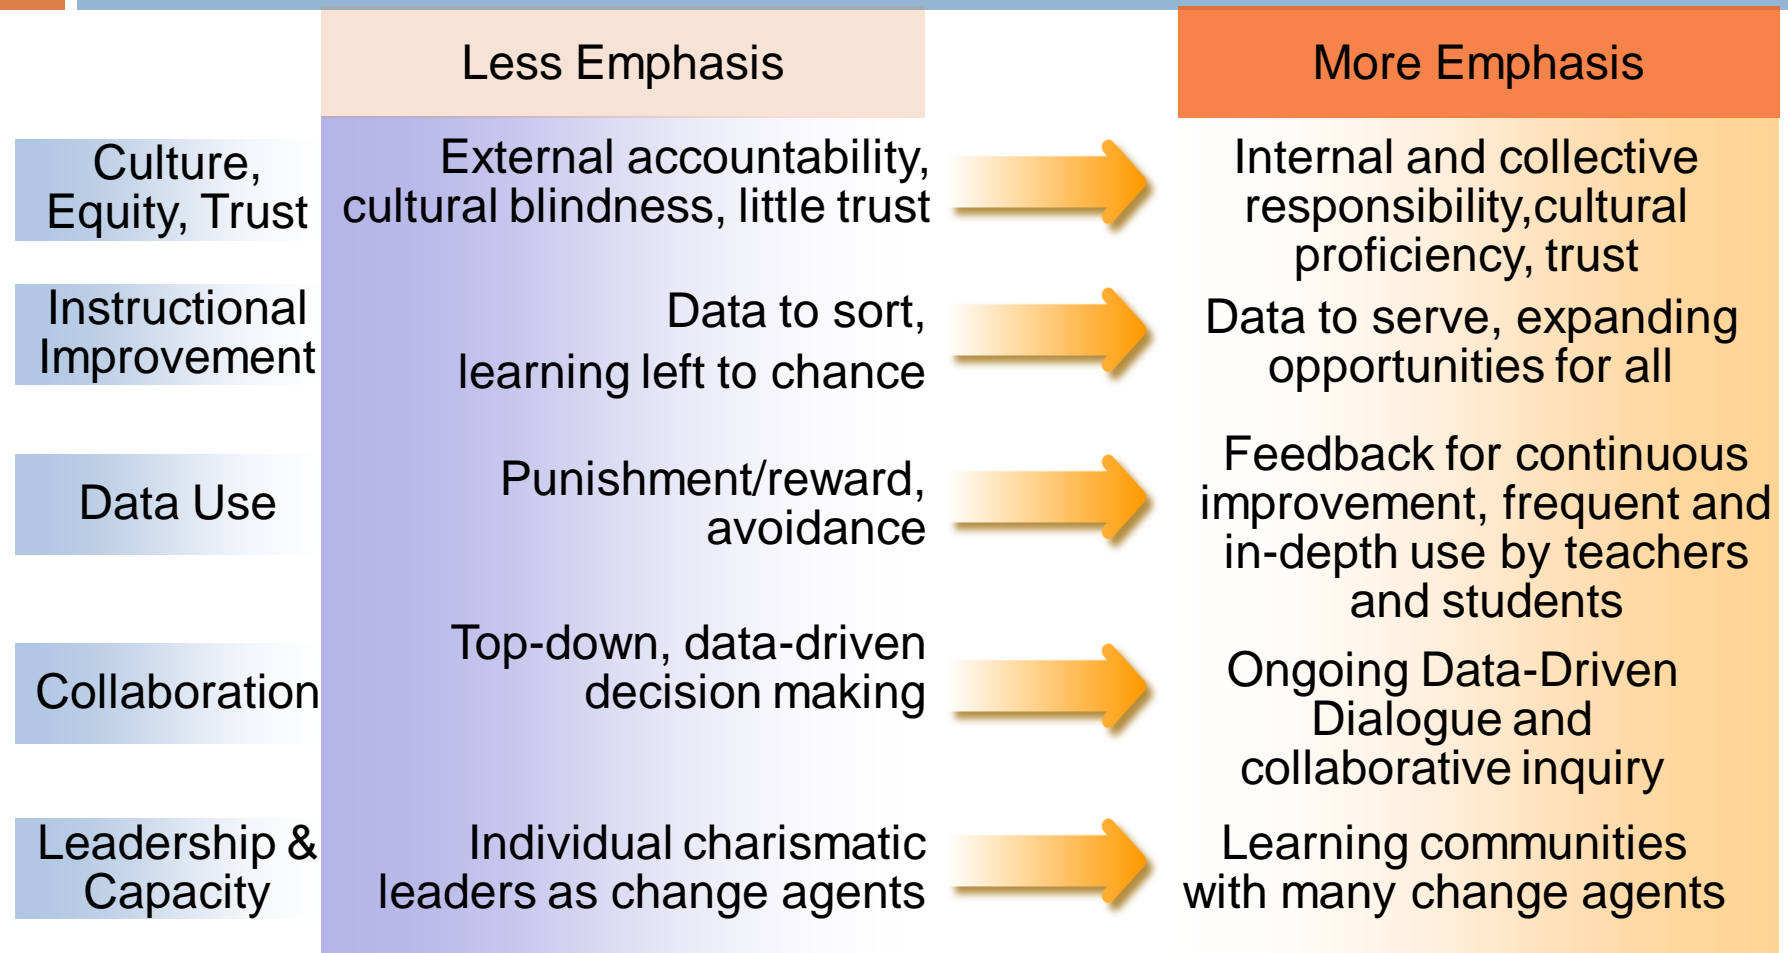 Less Emphasis
More Emphasis
Culture,
Equity, Trust
External accountability,
cultural blindness, little trust
Internal and collective
responsibility,cultural
proficiency, trust
Instructional
Improvement
Data to sort,
learning left to chance
Data to serve, expanding
opportunities for all
Data Use
Punishment/reward,
avoidance
Feedback for continuous
improvement, frequent and
in-depth use by teachers
and students
Collaboration
Top-down, data-driven
decision making
Ongoing Data-Driven
Dialogue and
collaborative inquiry
Leadership &
Capacity
Individual charismatic
leaders as change agents
Learning communities
with many change agents